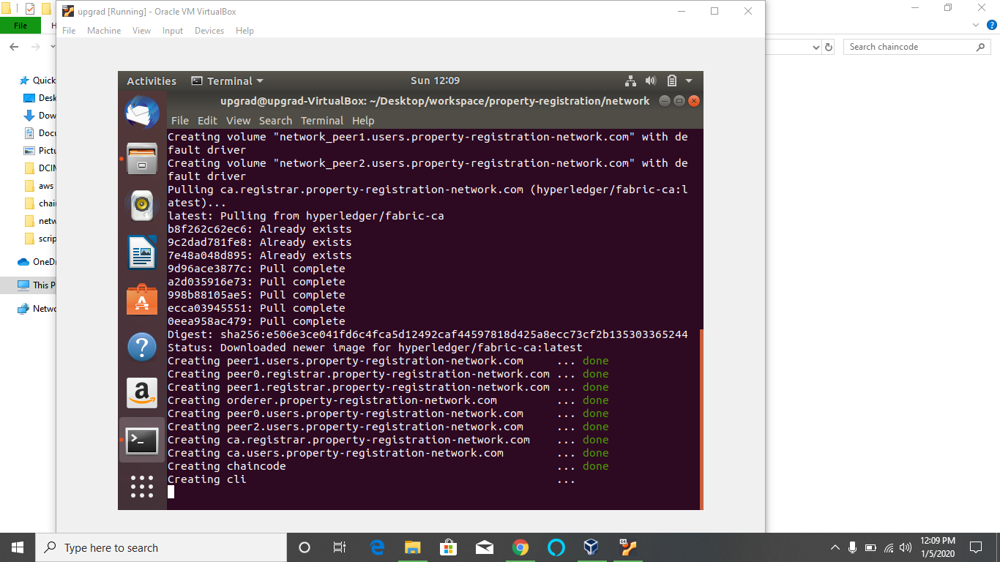 upgrad [Running] - Oracle VM VirtualBox
File
File Machine View Input Devices Help
Search chaincode
Quick
Desk
Dow
Docu
Pictu
DCIM
aws
chain
netw
scrip
OneDr
This P
Netwo
Activities Terminal Sun 12:09
upgrad@upgrad-VirtualBox: ~/Desktop/workspace/property-registration/network
File Edit View Search Terminal Help
Creating volume "network_peer1.users.property-registration-network.com" with de
fault driver
Creating volume "network_peer2.users.property-registration-network.com" with de
fault driver
Pulling ca.registrar.property-registration-network.com (hyperledger/fabric-ca:l
atest)...
latest: Pulling from hyperledger/fabric-ca
b8f262c62ec6: Already exists
9c2dad781fe8: Already exists
7e48a048d895: Already exists
9d96ace3877c: Pull complete
a2d035916e73: Pull complete
998b88105ae5: Pull complete
ecca03945551: Pull complete
0eea958ac479: Pull complete
Digest: sha256:e506e3ce041fd6c4fca5d12492caf44597818d425a8ecc73cf2b135303365244
Status: Downloaded newer image for hyperledger/fabric-ca:latest
Creating peer1.users.property-registration-network.com ... done
Creating peer0.registrar.property-registration-network.com ... done
Creating peer1.registrar.property-registration-network.com ... done
Creating orderer.property-registration-network.com ... done
Creating peer0.users.property-registration-network.com ... done
Creating peer2.users.property-registration-network.com ... done
Creating ca.registrar.property-registration-network.com ... done
Creating ca.users.property-registration-network.com ... done
Creating chaincode ... done
Creating cli ...
Type here to search
12:09 PM
1/5/2020